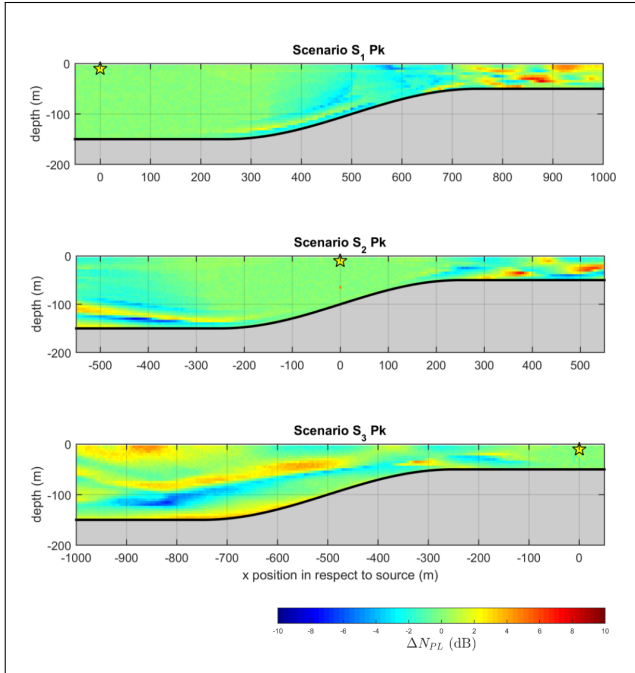 Scenario S1 Pk
depth (m)
0
-100
-200
0 100 200 300 400 500 600 700 800 900 1000
Scenario S2 Pk
depth (m)
0
-100
-200
-500 -400 -300 -200 -100 0 100 200 300 400 500
Scenario S3 Pk
depth (m)
0
-100
-200
-1000 -900 -800 -700 -600 -500 -400 -300 -200 -100 0
x position in respect to source (m)
-10 -8 -6 -4 -2 0 2 4 6 8 10
ΔN_PL (dB)